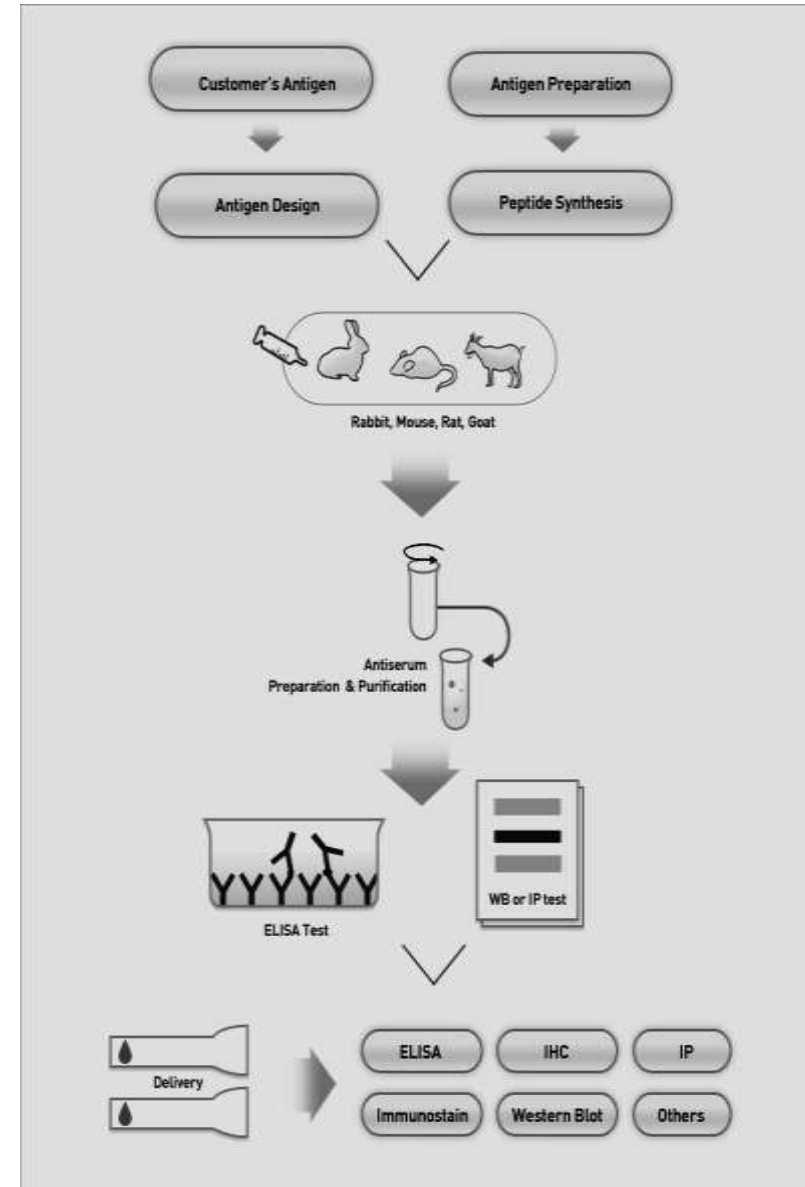 Customer's Antigen
Antigen Preparation
Antigen Design
Peptide Synthesis
Rabbit, Mouse, Rat, Goat
Antiserum
Preparation & Purification
WB or IP test
ELISA Test
Delivery
ELISA
IHC
IP
Immunostain
Western Blot
Others